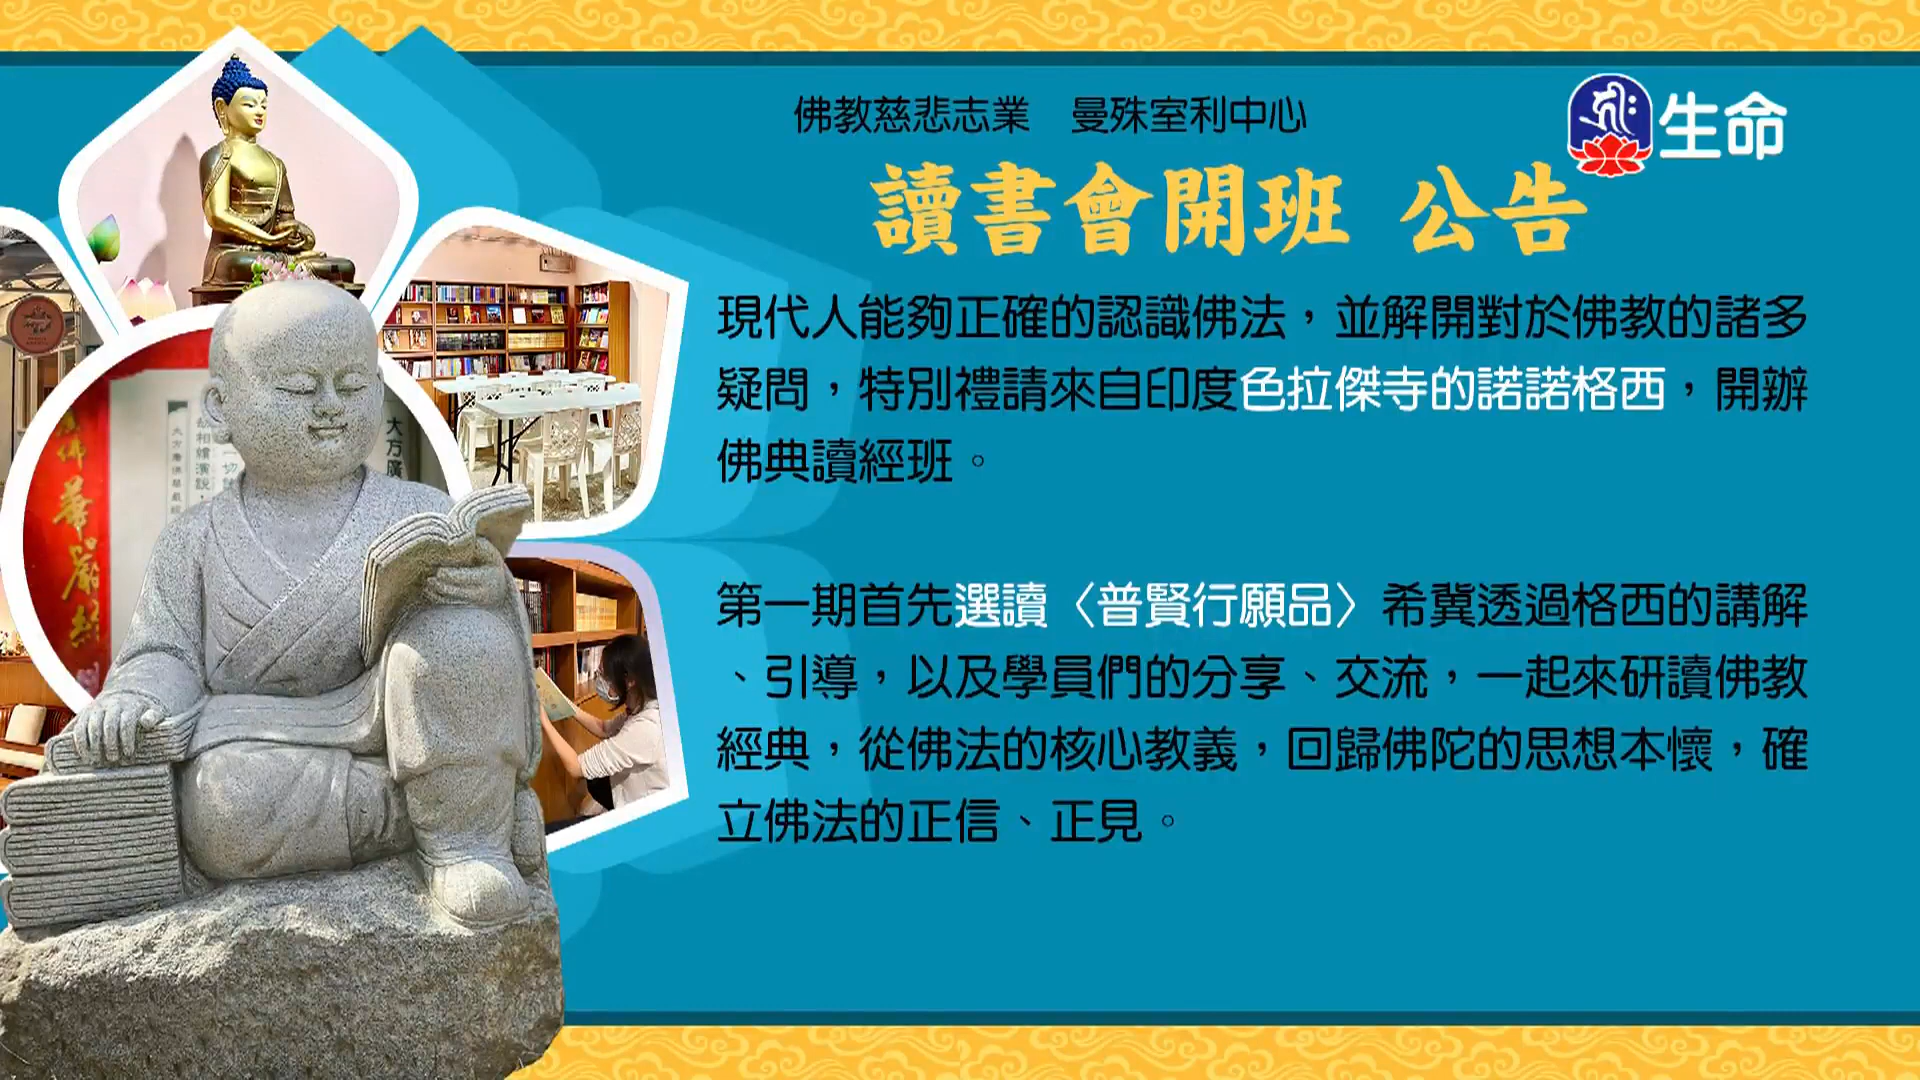 佛教慈悲志業　曼殊室利中心
生命
讀書會開班 公告
現代人能夠正確的認識佛法，並解開對於佛教的諸多
疑問，特別禮請來自印度色拉傑寺的諾諾格西，開辦
佛典讀經班。
第一期首先選讀〈普賢行願品〉希冀透過格西的講解
、引導，以及學員們的分享、交流，一起來研讀佛教
經典，從佛法的核心教義，回歸佛陀的思想本懷，確
立佛法的正信、正見。
大方廣